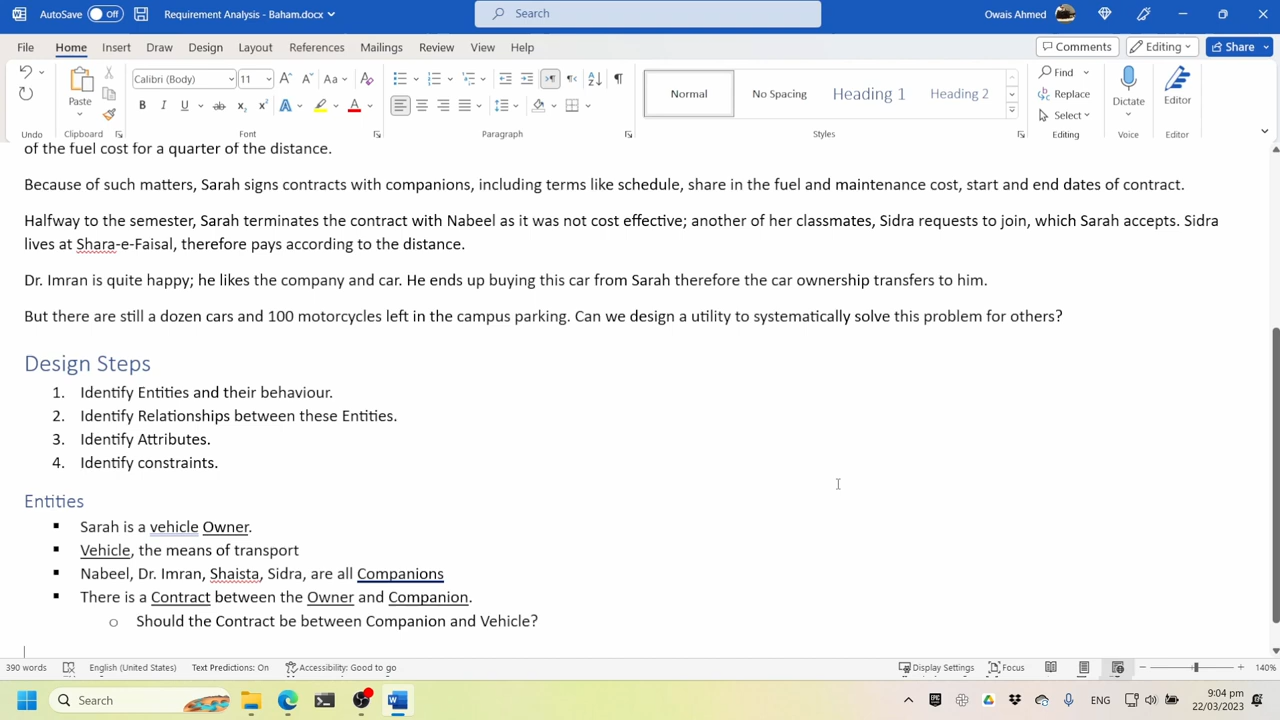 AutoSave Off Requirement Analysis - Baham.docx Search Owais Ahmed
File Home Insert Draw Design Layout References Mailings Review View Help Comments Editing Share
Calibri (Body) 11 Aa
Paste
Normal No Spacing Heading 1 Heading 2
Find
Replace
Select
Dictate Editor
Undo Clipboard Font Paragraph Styles Editing Voice Editor
of the fuel cost for a quarter of the distance.
Because of such matters, Sarah signs contracts with companions, including terms like schedule, share in the fuel and maintenance cost, start and end dates of contract.
Halfway to the semester, Sarah terminates the contract with Nabeel as it was not cost effective; another of her classmates, Sidra requests to join, which Sarah accepts. Sidra
lives at Shara-e-Faisal, therefore pays according to the distance.
Dr. Imran is quite happy; he likes the company and car. He ends up buying this car from Sarah therefore the car ownership transfers to him.
But there are still a dozen cars and 100 motorcycles left in the campus parking. Can we design a utility to systematically solve this problem for others?
Design Steps
1. Identify Entities and their behaviour.
2. Identify Relationships between these Entities.
3. Identify Attributes.
4. Identify constraints.
Entities
▪ Sarah is a vehicle Owner.
▪ Vehicle, the means of transport
▪ Nabeel, Dr. Imran, Shaista, Sidra, are all Companions
▪ There is a Contract between the Owner and Companion.
o Should the Contract be between Companion and Vehicle?
390 words English (United States) Text Predictions: On Accessibility: Good to go Display Settings Focus 140%
Search ENG 9:04 pm
22/03/2023